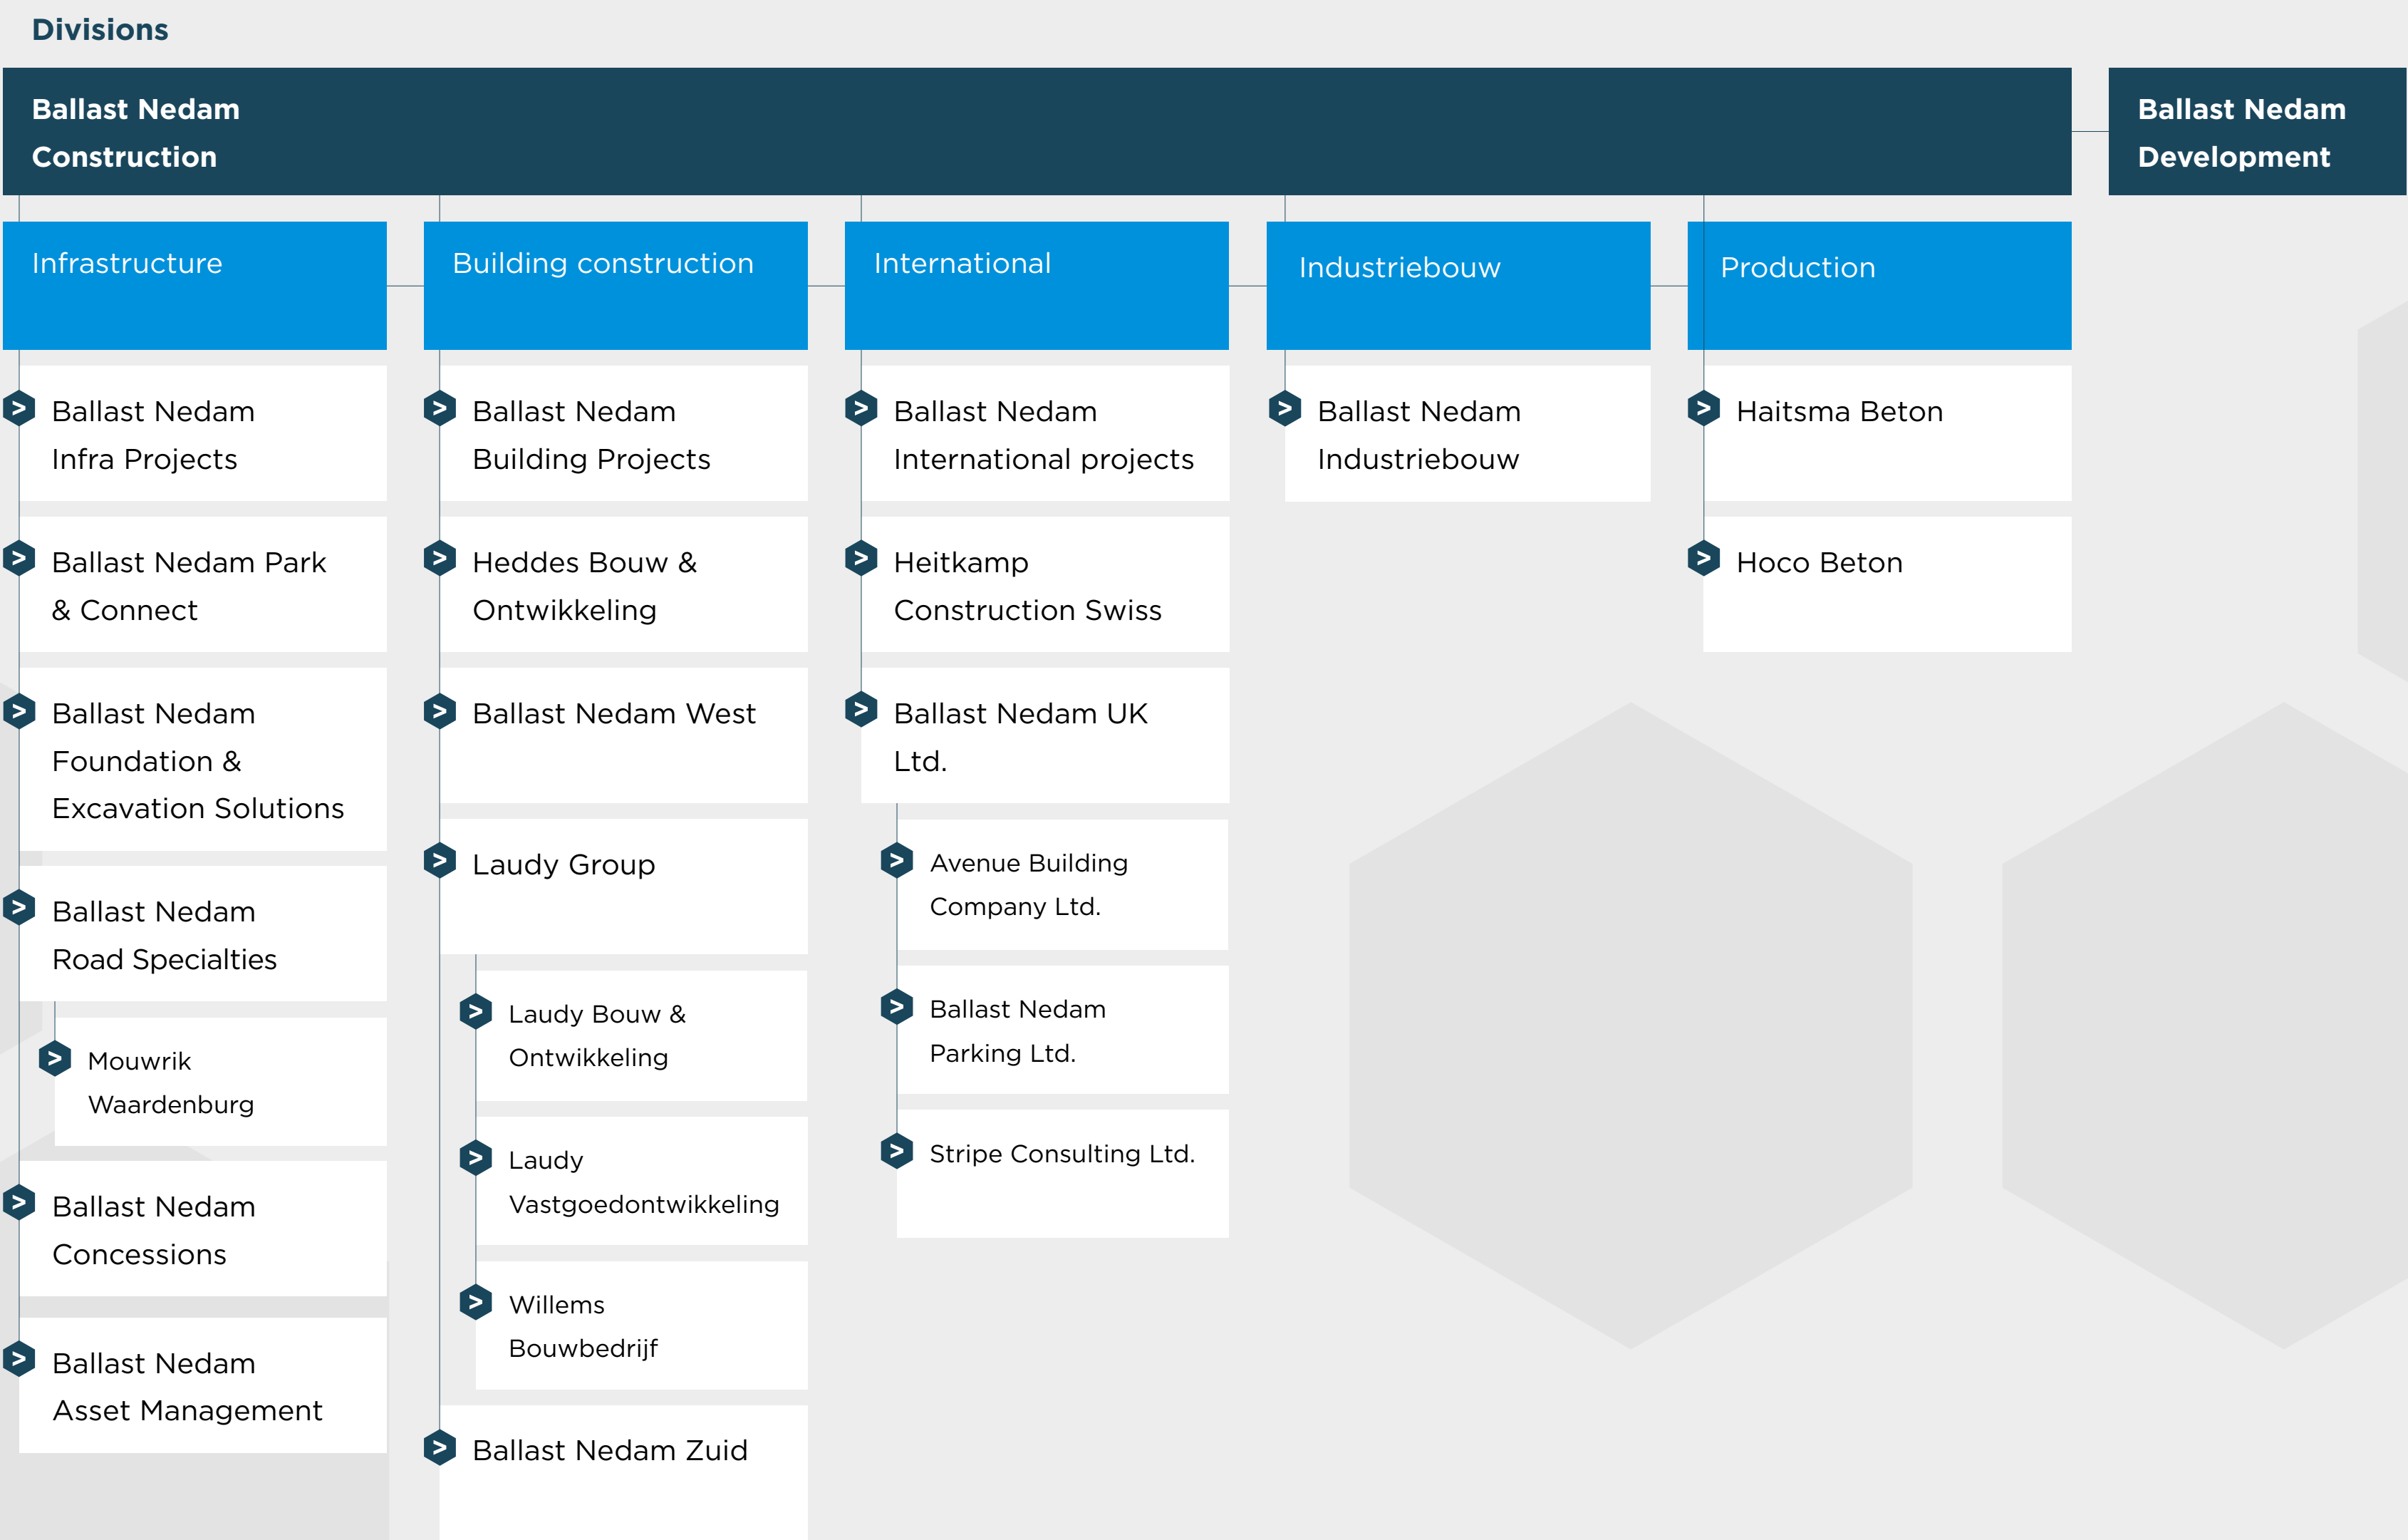 Divisions
Ballast Nedam
Construction
Ballast Nedam
Development
Infrastructure
Ballast Nedam
Infra Projects
Ballast Nedam Park
& Connect
Ballast Nedam
Foundation &
Excavation Solutions
Ballast Nedam
Road Specialties
Mouwrik
Waardenburg
Ballast Nedam
Concessions
Ballast Nedam
Asset Management
Building construction
Ballast Nedam
Building Projects
Heddes Bouw &
Ontwikkeling
Ballast Nedam West
Laudy Group
Laudy Bouw &
Ontwikkeling
Laudy
Vastgoedontwikkeling
Willems
Bouwbedrijf
Ballast Nedam Zuid
International
Ballast Nedam
International projects
Heitkamp
Construction Swiss
Ballast Nedam UK
Ltd.
Avenue Building
Company Ltd.
Ballast Nedam
Parking Ltd.
Stripe Consulting Ltd.
Industriebouw
Ballast Nedam
Industriebouw
Production
Haitsma Beton
Hoco Beton